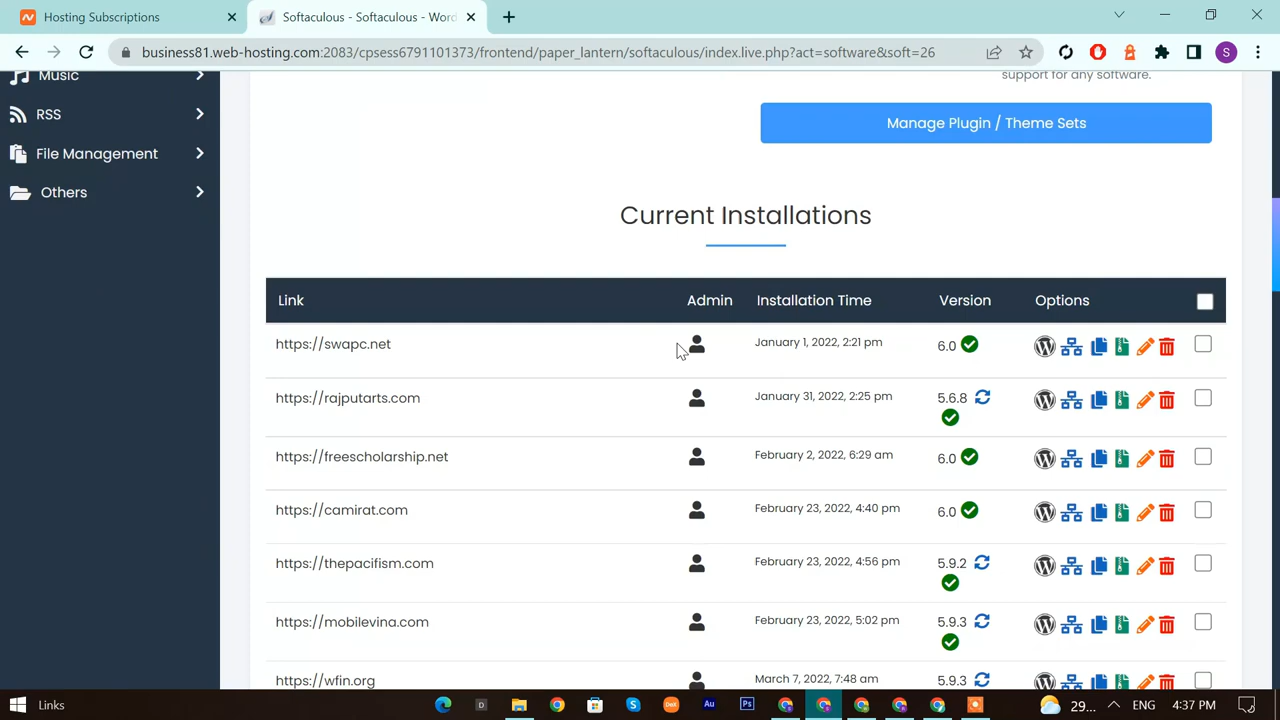 Hosting Subscriptions
Softaculous - Softaculous - Word
business81.web-hosting.com:2083/cpsess6791101373/frontend/paper_lantern/softaculous/index.live.php?act=software&soft=26
S
Music
RSS
File Management
Others
support for any software.
Manage Plugin / Theme Sets
Current Installations
Link Admin Installation Time Version Options
https://swapc.net January 1, 2022, 2:21 pm 6.0
https://rajputarts.com January 31, 2022, 2:25 pm 5.6.8
https://freescholarship.net February 2, 2022, 6:29 am 6.0
https://camirat.com February 23, 2022, 4:40 pm 6.0
https://thepacifism.com February 23, 2022, 4:56 pm 5.9.2
https://mobilevina.com February 23, 2022, 5:02 pm 5.9.3
https://wfin.org March 7, 2022, 7:48 am 5.9.3
Links
Au
Ps
29...
ENG
4:37 PM